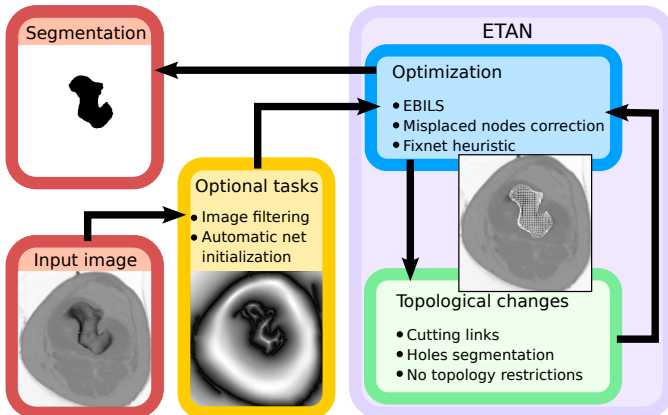 Segmentation
ETAN
Optimization
• EBILS
• Misplaced nodes correction
• Fixnet heuristic
Optional tasks
• Image filtering
• Automatic net
initialization
Input image
Topological changes
• Cutting links
• Holes segmentation
• No topology restrictions